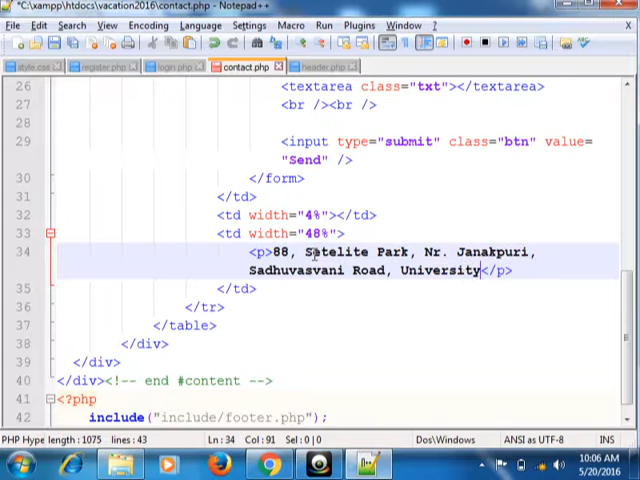 *C:\xampp\htdocs\vacation2016\contact.php - Notepad++
File Edit Search View Encoding Language Settings Macro Run Plugins Window ? X
style.css register.php login.php contact.php header.php
26 <textarea class="txt"></textarea>
27 <br /><br />
28
29 <input type="submit" class="btn" value=
"Send" />
30 </form>
31 </td>
32 <td width="4%"></td>
33 <td width="48%">
34 <p>88, Satelite Park, Nr. Janakpuri,
Sadhuvasvani Road, University</p>
35 </td>
36 </tr>
37 </table>
38 </div>
39 </div>
40 </div><!-- end #content -->
41 <?php
42 include("include/footer.php");
PHP Hype length : 1075 lines : 43 Ln : 34 Col : 91 Sel : 0 | 0 Dos\Windows ANSI as UTF-8 INS
10:06 AM
5/20/2016